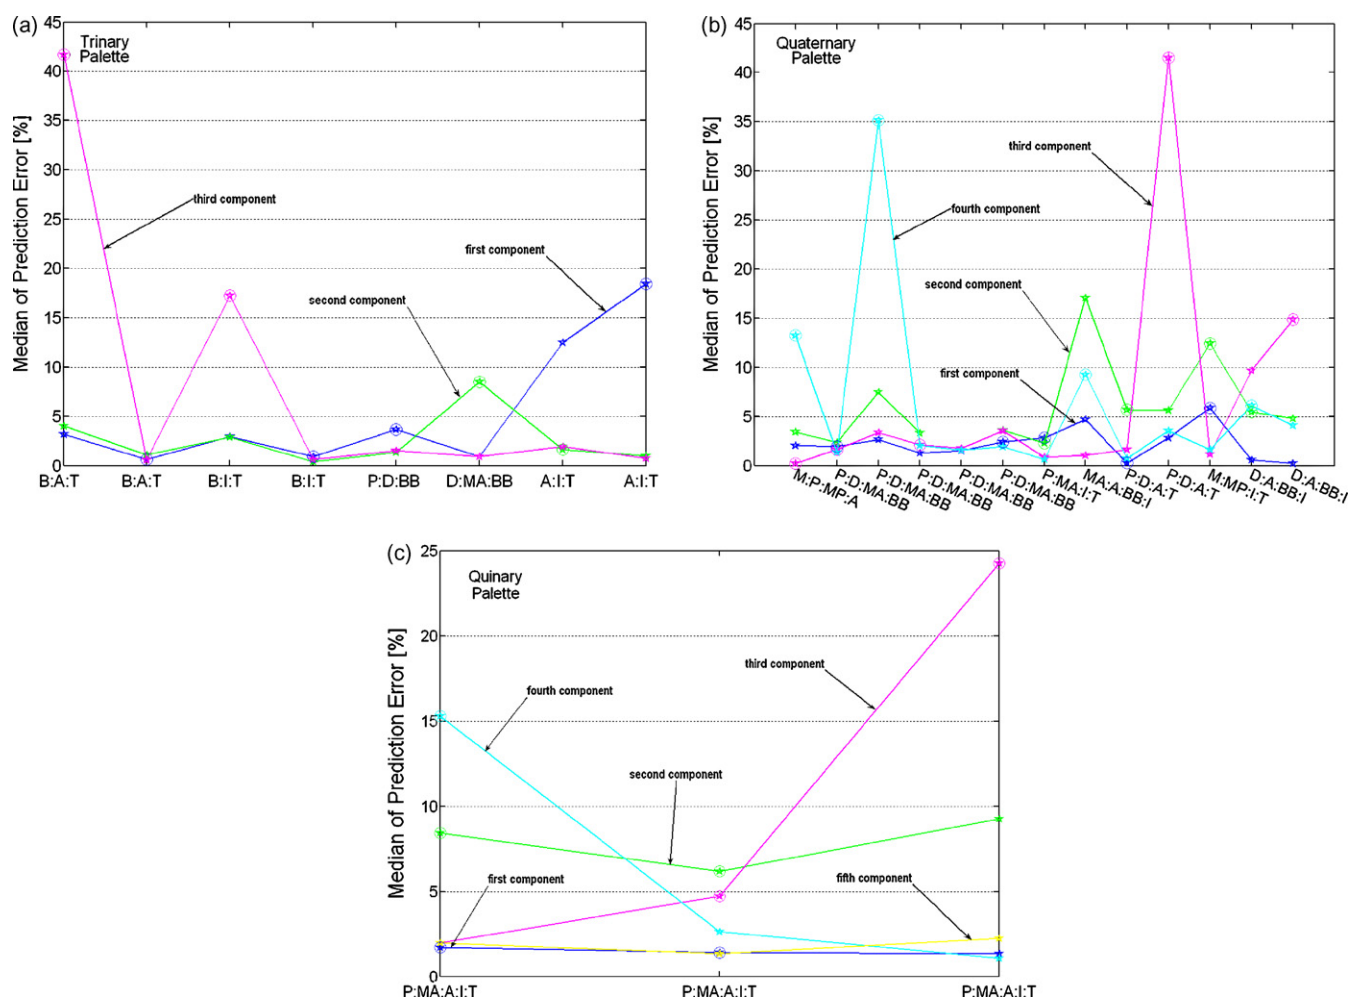 (a)
Trinary
Palette
Median of Prediction Error [%]
45
40
35
30
25
20
15
10
5
0
third component
first component
second component
B:A:T B:A:T B:I:T B:I:T P:D:BB D:MA:BB A:I:T A:I:T
(b)
Quaternary
Palette
Median of Prediction Error [%]
45
40
35
30
25
20
15
10
5
0
third component
fourth component
second component
first component
M:P:MP:A P:D:MA:BB P:D:MA:BB P:D:MA:BB P:D:MA:BB P:D:MA:BB P:MA:I:T MA:A:BB:I P:D:A:T P:D:A:T M:MP:I:T D:A:BB:I D:A:BB:I
(c)
Quinary
Palette
Median of Prediction Error [%]
25
20
15
10
5
0
third component
fourth component
second component
first component
fifth component
P:MA:A:I:T P:MA:A:I:T P:MA:A:I:T